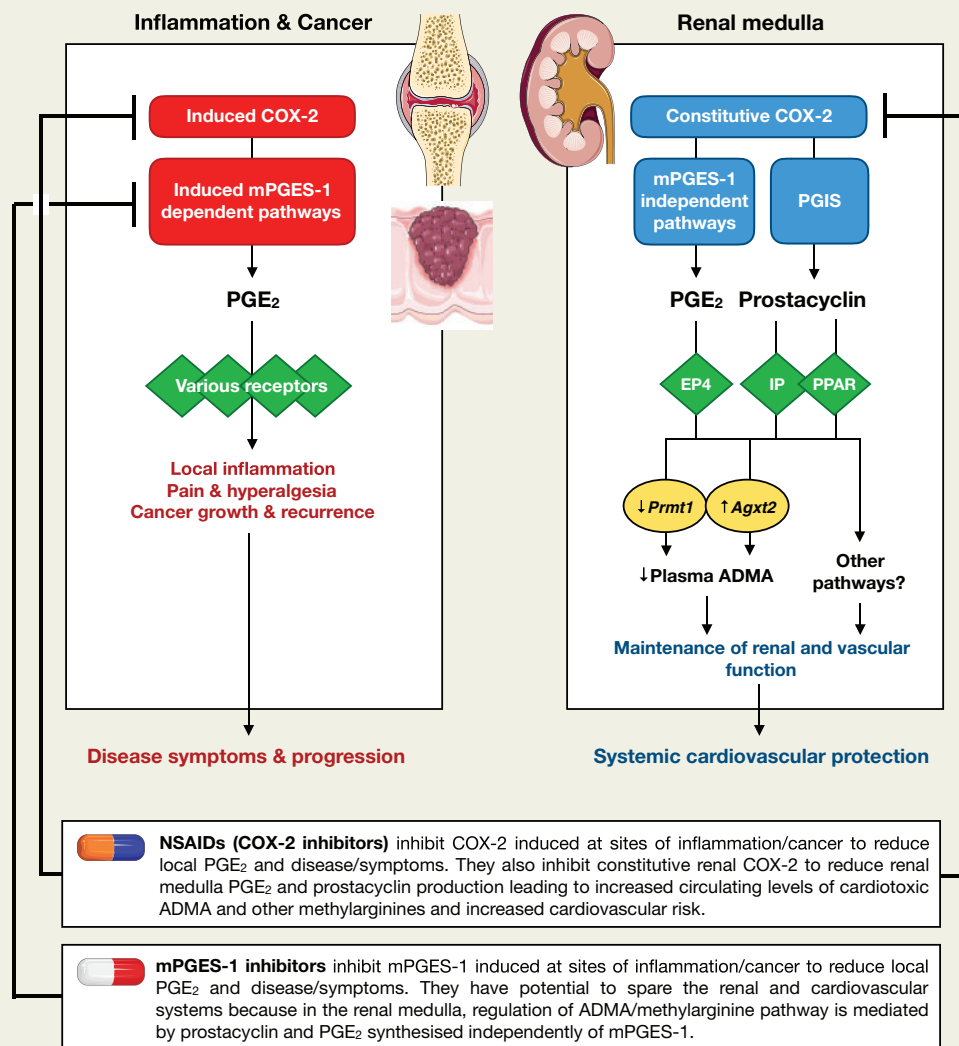 Inflammation & Cancer
Induced COX-2
Induced mPGES-1
dependent pathways
PGE₂
Various receptors
Local inflammation
Pain & hyperalgesia
Cancer growth & recurrence
Disease symptoms & progression
Renal medulla
Constitutive COX-2
mPGES-1
independent
pathways
PGIS
PGE₂ Prostacyclin
EP4 IP PPAR
↓Prmt1 ↑Agxt2
↓Plasma ADMA
Other
pathways?
Maintenance of renal and vascular
function
Systemic cardiovascular protection
NSAIDs (COX-2 inhibitors) inhibit COX-2 induced at sites of inflammation/cancer to reduce
local PGE₂ and disease/symptoms. They also inhibit constitutive renal COX-2 to reduce renal
medulla PGE₂ and prostacyclin production leading to increased circulating levels of cardiotoxic
ADMA and other methylarginines and increased cardiovascular risk.
mPGES-1 inhibitors inhibit mPGES-1 induced at sites of inflammation/cancer to reduce local
PGE₂ and disease/symptoms. They have potential to spare the renal and cardiovascular
systems because in the renal medulla, regulation of ADMA/methylarginine pathway is mediated
by prostacyclin and PGE₂ synthesised independently of mPGES-1.